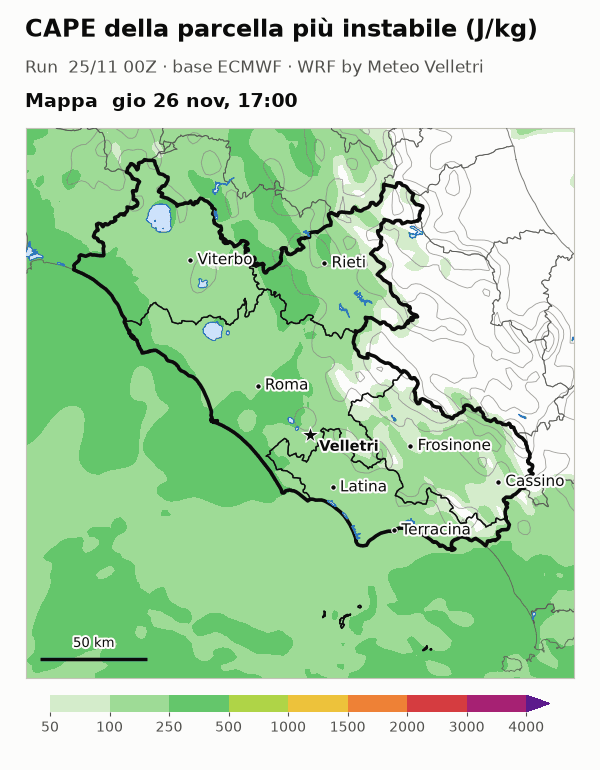 CAPE della parcella più instabile (J/kg)
Run 25/11 00Z · base ECMWF · WRF by Meteo Velletri
Mappa gio 26 nov, 17:00
Viterbo
Rieti
Roma
Velletri
Frosinone
Cassino
Latina
Terracina
50 km
50 100 250 500 1000 1500 2000 3000 4000